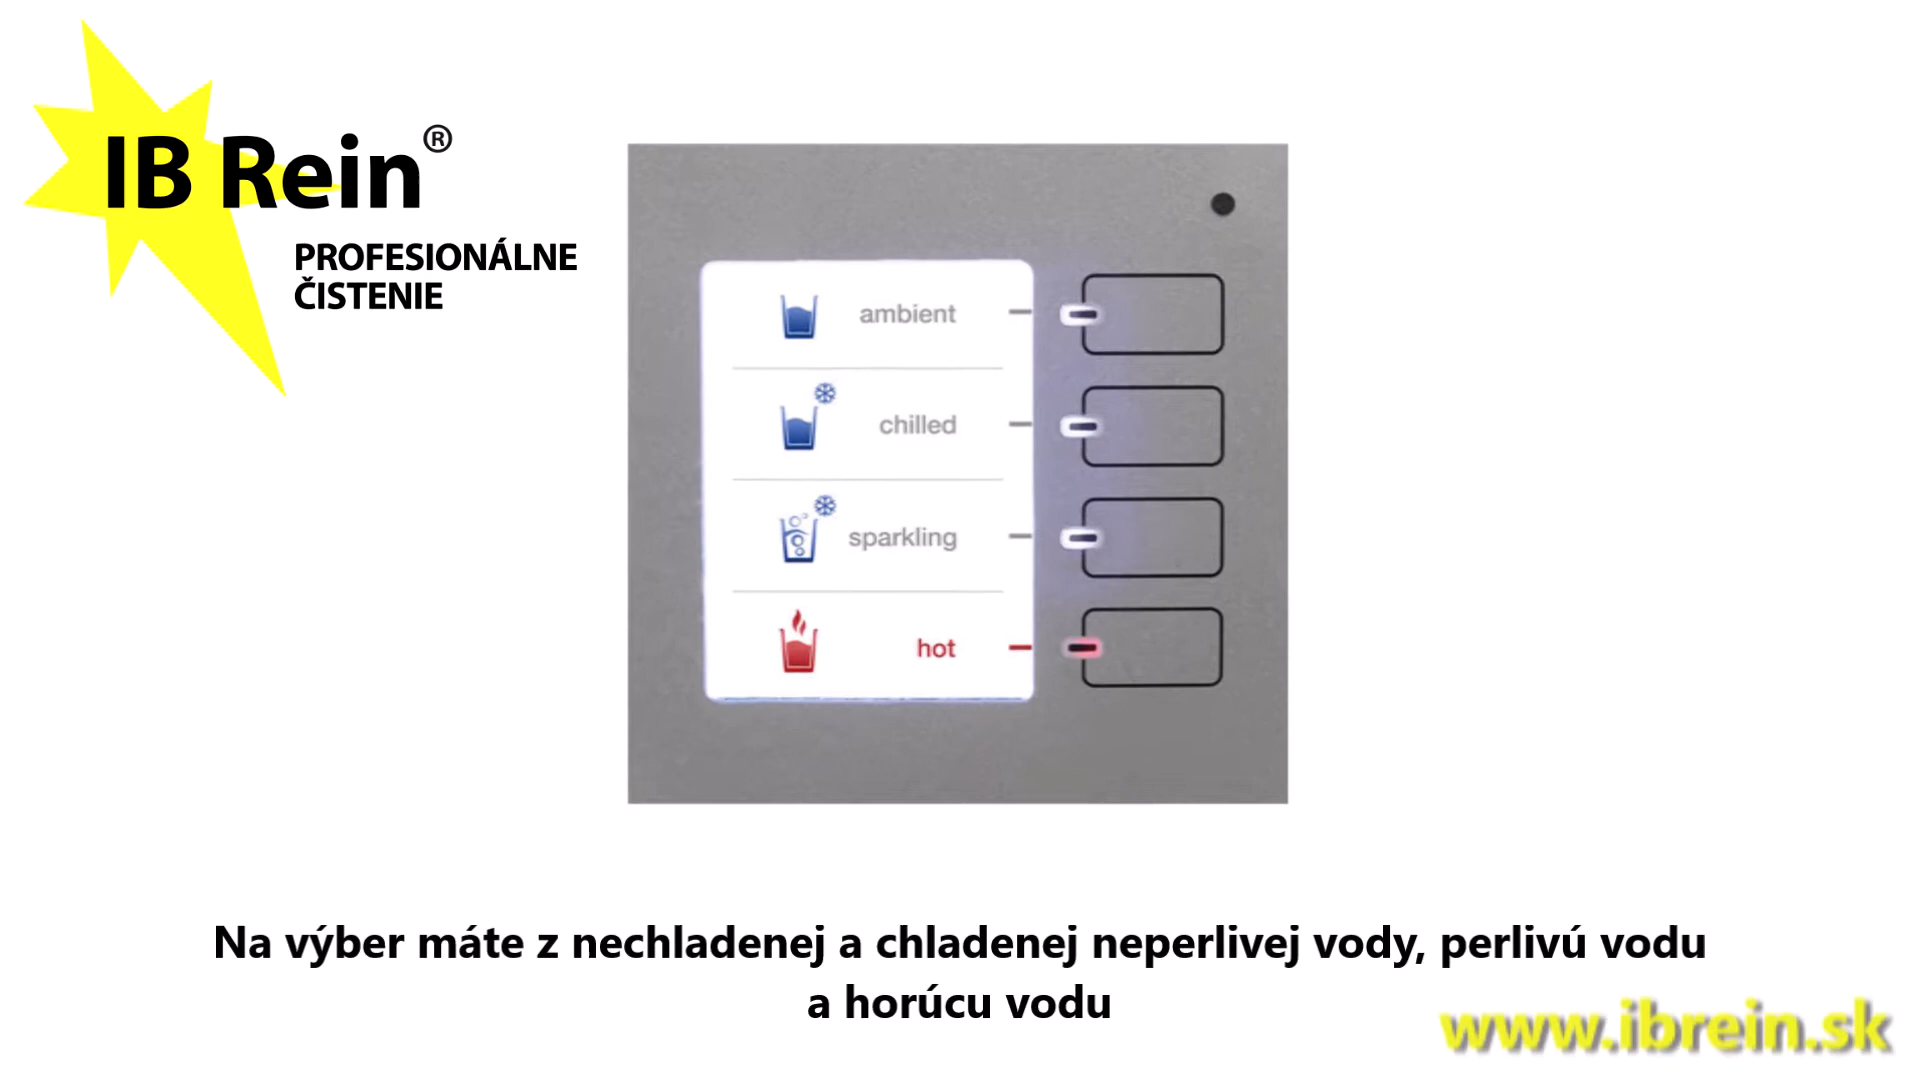 IB Rein®
PROFESIONÁLNE
ČISTENIE
ambient
chilled
sparkling
hot
Na výber máte z nechladenej a chladenej neperlivej vody, perlivú vodu
a horúcu vodu
www.ibrein.sk